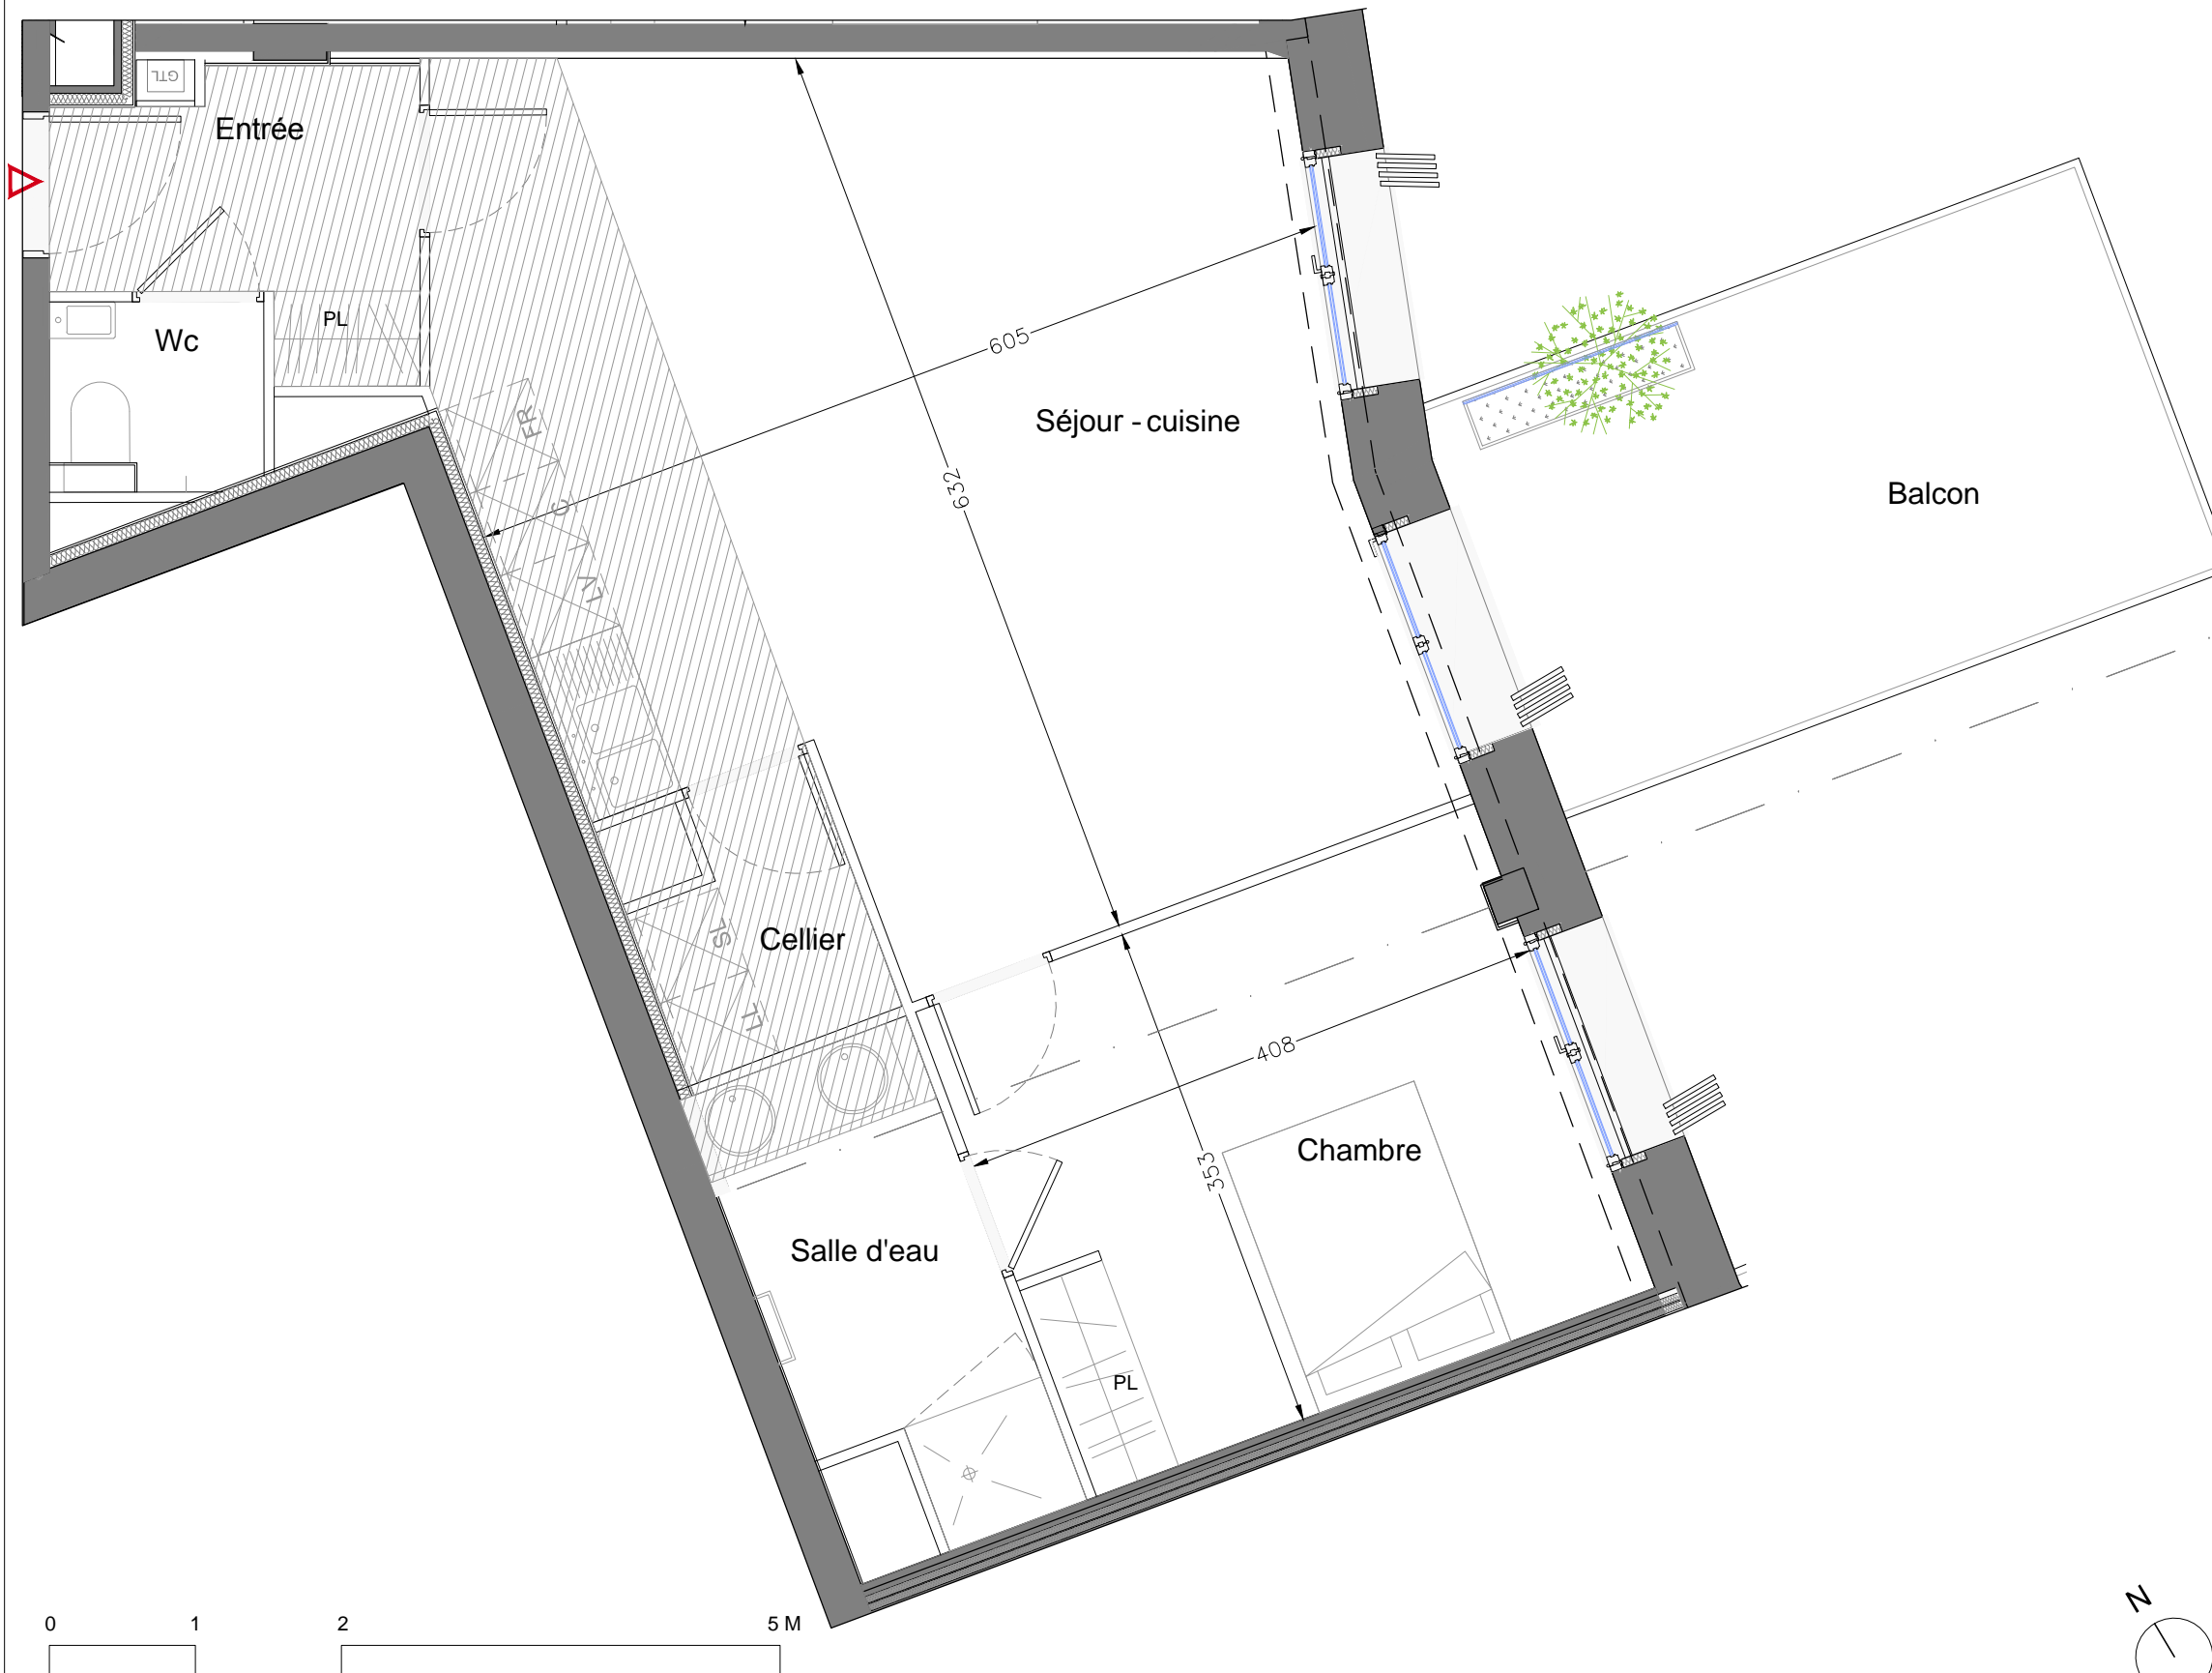 GTL
Entrée
PL
Wc
605
FR
Séjour - cuisine
632
C
Balcon
LV
SL
Cellier
LL
408
353
Chambre
Salle d'eau
PL
0 1 2 5 M
N